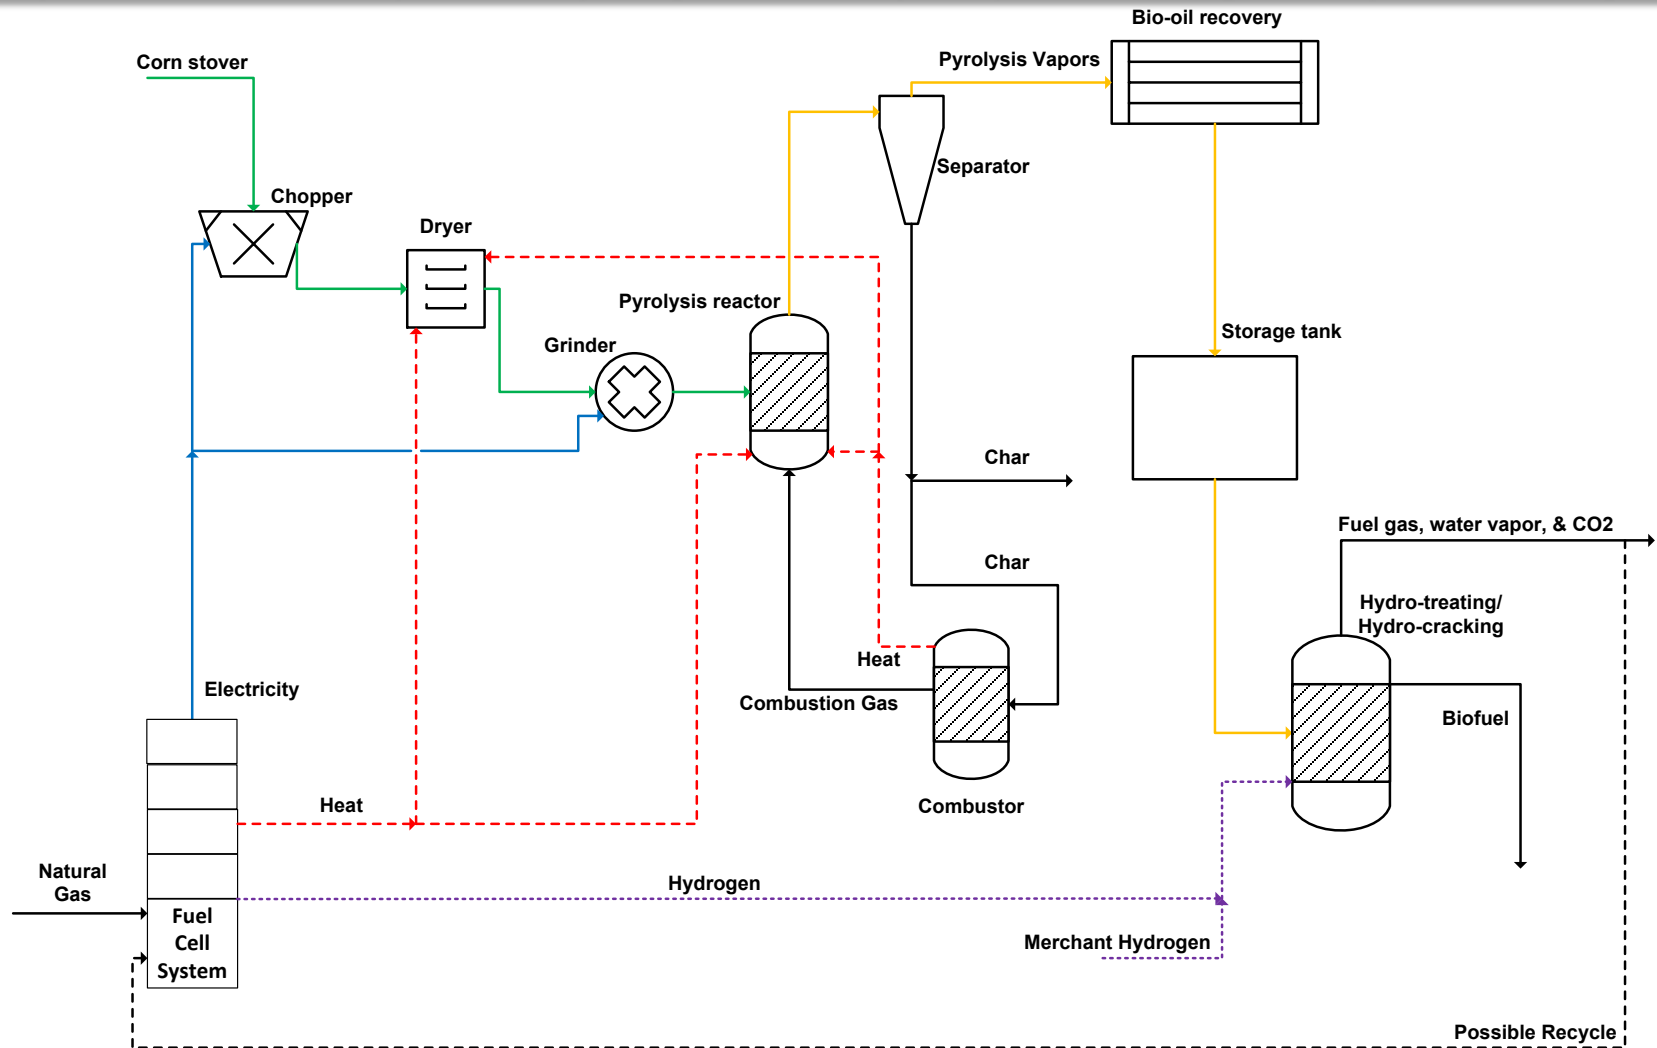 Bio-oil recovery
Corn stover
Pyrolysis Vapors
Separator
Chopper
Dryer
Pyrolysis reactor
Storage tank
Grinder
Char
Fuel gas, water vapor, & CO2
Char
Hydro-treating/
Hydro-cracking
Heat
Electricity
Combustion Gas
Biofuel
Heat
Combustor
Natural
Gas
Hydrogen
Fuel
Cell
System
Merchant Hydrogen
Possible Recycle